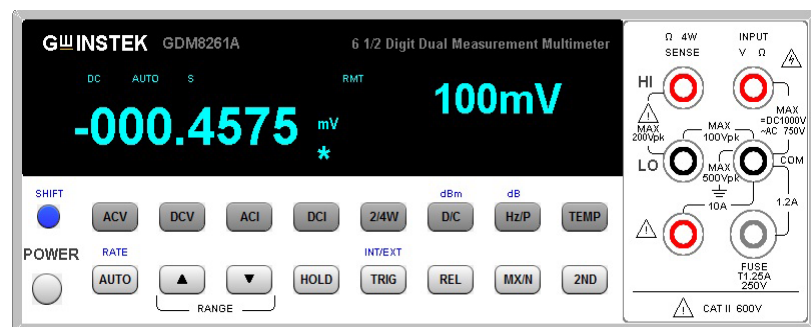 GWINSTEK GDM8261A 6 1/2 Digit Dual Measurement Multimeter
DC AUTO S RMT
-000.4575 mV
*
100mV
SHIFT
ACV DCV ACI DCI 2/4W D/C Hz/P TEMP
dBm dB
POWER
RATE INT/EXT
AUTO ▲ ▼ HOLD TRIG REL MX/N 2ND
RANGE
Ω 4W SENSE
INPUT V Ω
HI
MAX 200Vpk
MAX =DC1000V ~AC 750V
MAX 100Vpk
LO
MAX 500Vpk
COM
10A
1.2A
FUSE
T1.25A
250V
CAT II 600V